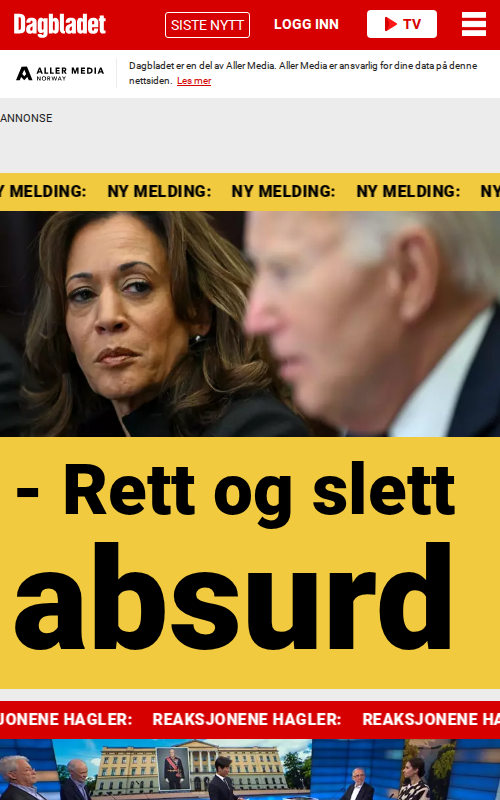 Dagbladet
SISTE NYTT
LOGG INN
TV
ALLER MEDIA
NORWAY
Dagbladet er en del av Aller Media. Aller Media er ansvarlig for dine data på denne
nettsiden. Les mer
ANNONSE
Y MELDING: NY MELDING: NY MELDING: NY MELDING: NY
- Rett og slett
absurd
JONENE HAGLER: REAKSJONENE HAGLER: REAKSJONENE HA